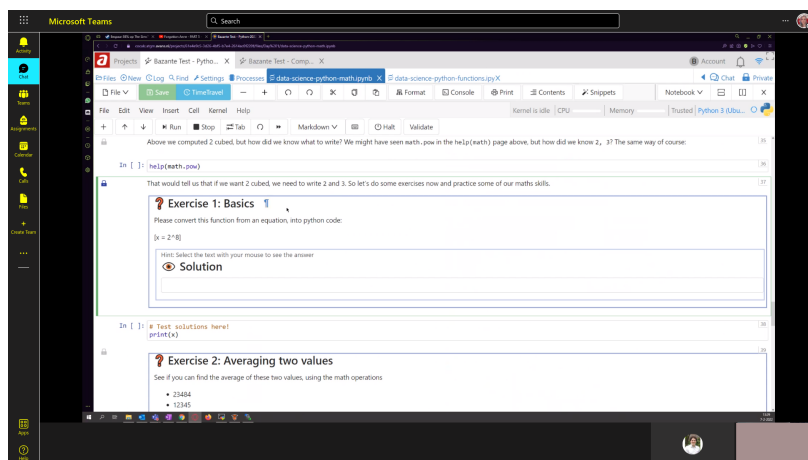 Microsoft Teams
Search
Activity
Chat
Teams
Assignments
Calendar
Calls
Files
Create Team
Apps
Help
Projects
Bazante Test - Pytho... X
Bazante Test - Comp... X
Account
Files
New
Log
Find
Settings
Processes
data-science-python-math.ipynb X
data-science-python-functions.ipy X
Chat
Private
File
Save
TimeTravel
Format
Console
Print
Contents
Snippets
Notebook
File Edit View Insert Cell Kernel Help
Kernel is idle
CPU
Memory
Trusted
Python 3 (Ubu...
Run
Stop
Tab
Markdown
Halt
Validate
Above we computed 2 cubed, but how did we know what to write? We might have seen math.pow in the help(math) page above, but how did we know 2, 3? The same way of course:
35
In [ ]: help(math.pow)
36
That would tell us that if we want 2 cubed, we need to write 2 and 3. So let's do some exercises now and practice some of our maths skills.
37
Exercise 1: Basics ¶
Please convert this function from an equation, into python code:
[x = 2^8]
Hint: Select the text with your mouse to see the answer
Solution
In [ ]: # Test solutions here!
print(x)
38
39
Exercise 2: Averaging two values
See if you can find the average of these two values, using the math operations
• 23484
• 12345